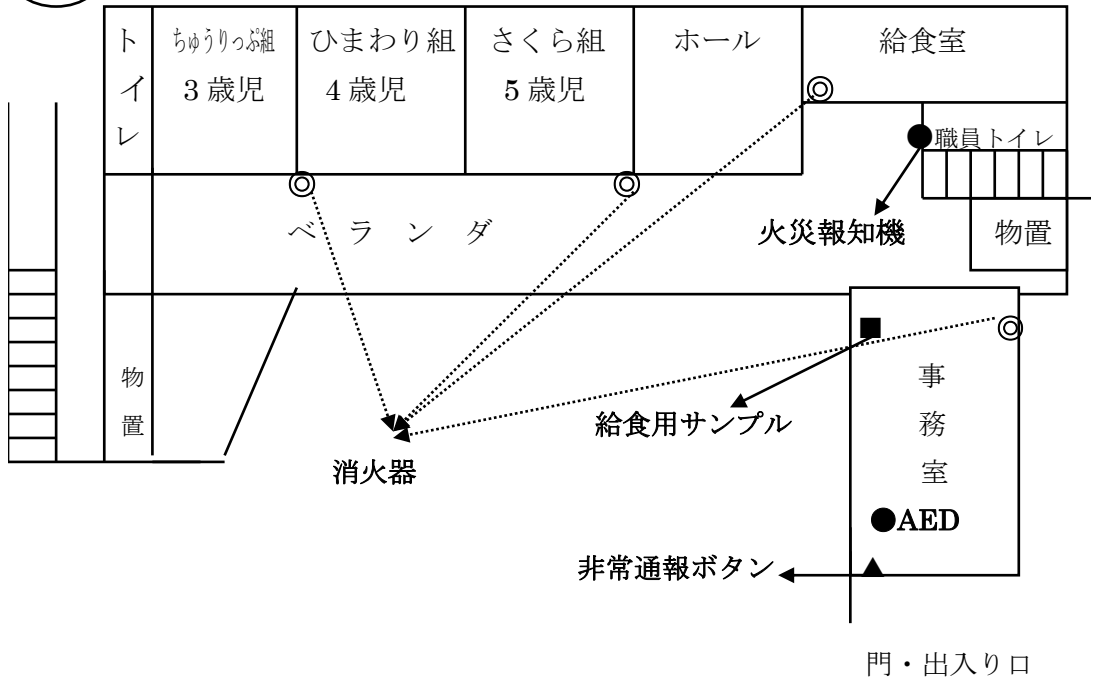 トイレ
ちゅうりっぷ組
3歳児
ひまわり組
4歳児
さくら組
5歳児
ホール
給食室
職員トイレ
ベランダ
火災報知機
物置
物置
事務室
給食用サンプル
消火器
●AED
非常通報ボタン
門・出入り口